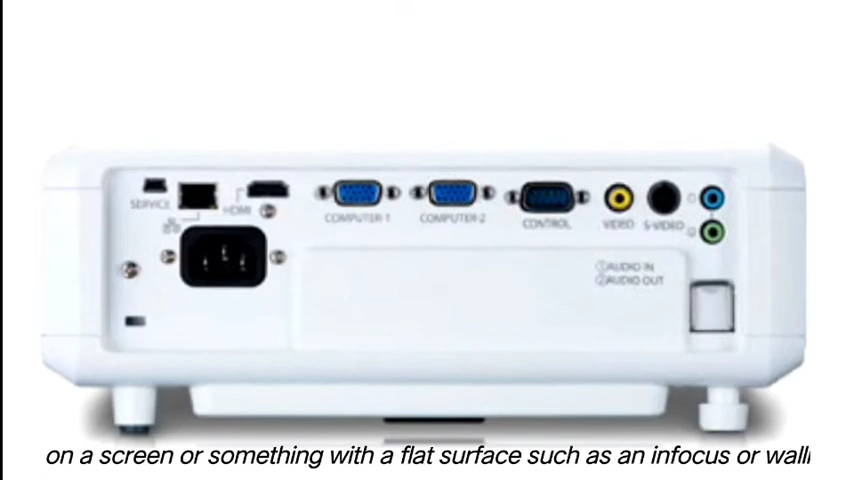 SERVICE
HDMI
COMPUTER-1
COMPUTER-2
CONTROL
VIDEO
S-VIDEO
①AUDIO IN
②AUDIO OUT
on a screen or something with a flat surface such as an infocus or wall